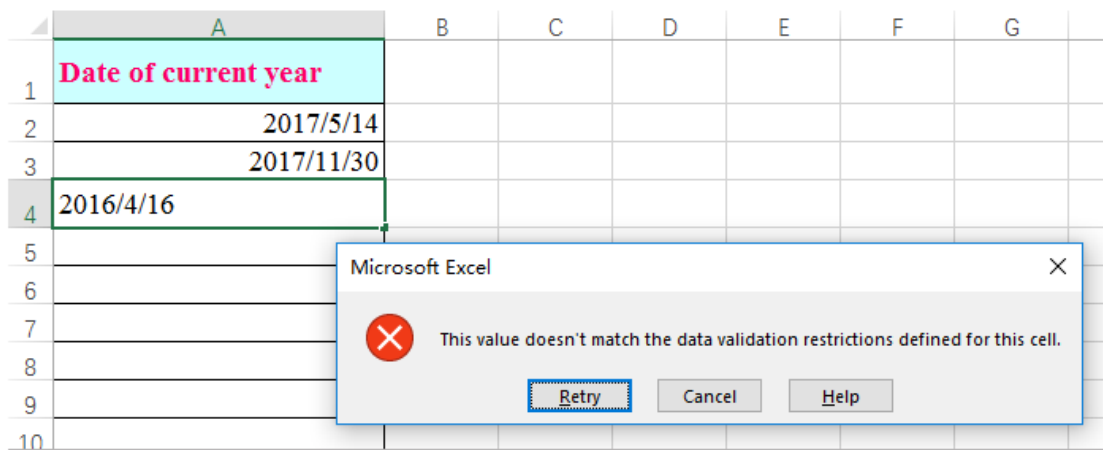 A B C D E F G
1 Date of current year
2 2017/5/14
3 2017/11/30
4 2016/4/16
5
Microsoft Excel
6
7 This value doesn't match the data validation restrictions defined for this cell.
8
9 Retry Cancel Help
10